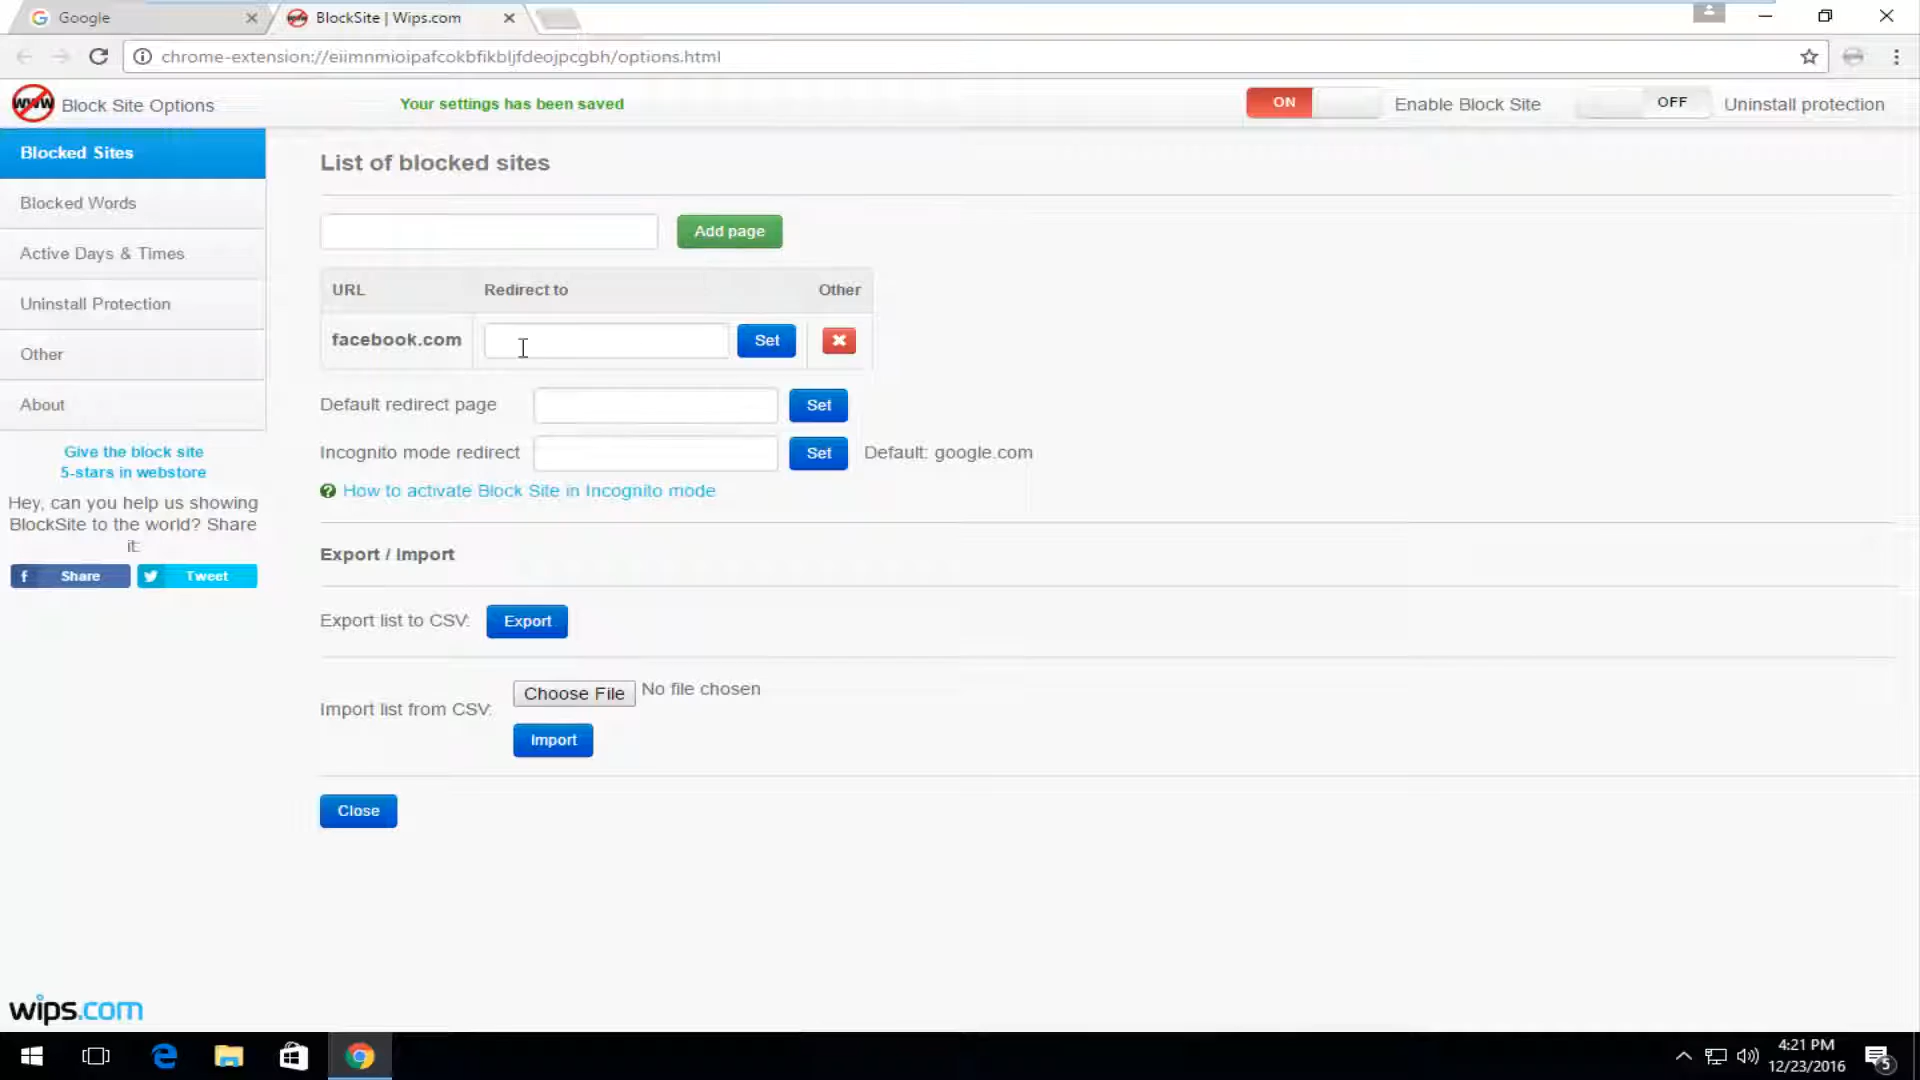 Google
BlockSite | Wips.com
chrome-extension://eiimnmioipafcokbfikbljfdeojpcgbh/options.html
WWW
Block Site Options
Your settings has been saved
ON
Enable Block Site
OFF
Uninstall protection
Blocked Sites
Blocked Words
Active Days & Times
Uninstall Protection
Other
About
Give the block site
5-stars in webstore
Hey, can you help us showing
BlockSite to the world? Share
it:
f Share
Tweet
List of blocked sites
Add page
URL Redirect to Other
facebook.com Set
Default redirect page Set
Incognito mode redirect Set Default: google.com
How to activate Block Site in Incognito mode
Export / Import
Export list to CSV: Export
Choose File No file chosen
Import list from CSV:
Import
Close
wips.com
4:21 PM
12/23/2016
5